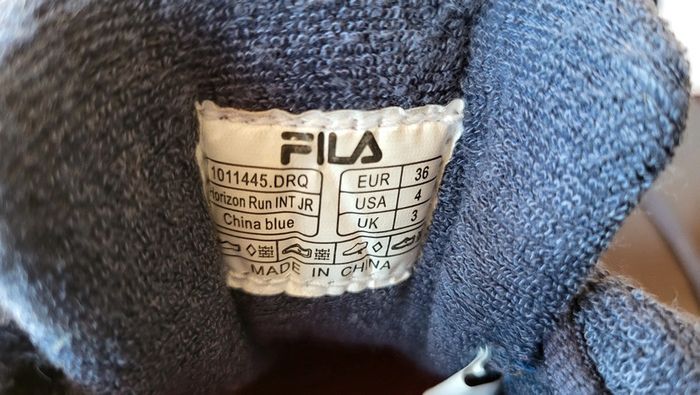 FILA
1011445.DRQ
Horizon Run INT JR
China blue
EUR 36
USA 4
UK 3
MADE IN CHINA